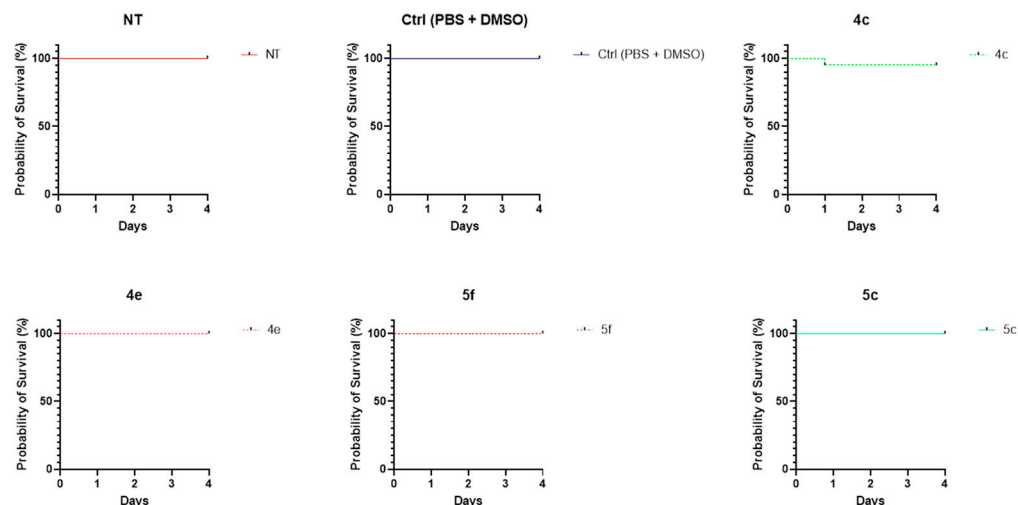 NT
Ctrl (PBS + DMSO)
4c
Probability of Survival (%)
100
50
0
0 1 2 3 4
Days
NT
Probability of Survival (%)
100
50
0
0 1 2 3 4
Days
Ctrl (PBS + DMSO)
Probability of Survival (%)
100
50
0
0 1 2 3 4
Days
4c
4e
5f
5c
Probability of Survival (%)
100
50
0
0 1 2 3 4
Days
4e
Probability of Survival (%)
100
50
0
0 1 2 3 4
Days
5f
Probability of Survival (%)
100
50
0
0 1 2 3 4
Days
5c